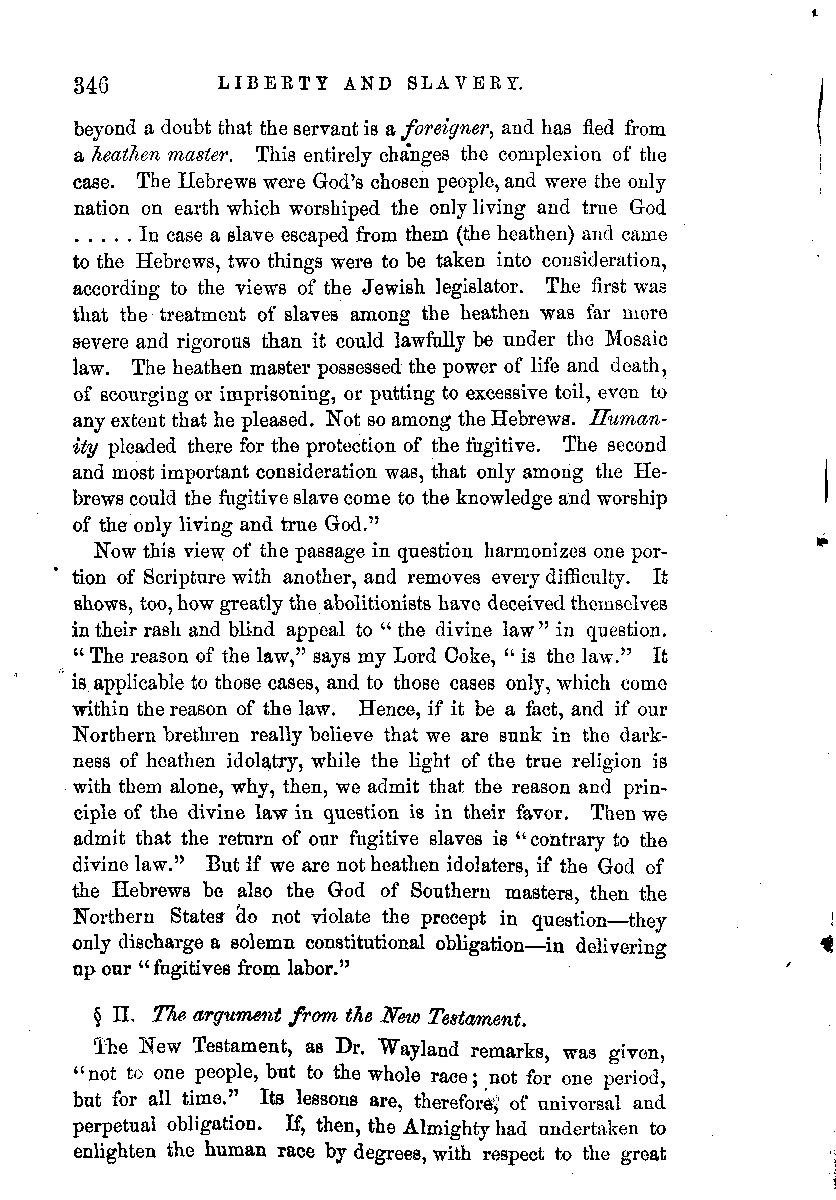 346 LIBERTY AND SLAVERY.
beyond a doubt that the servant is a foreigner, and has fled from
a heathen master. This entirely changes the complexion of the
case. The Hebrews were God's chosen people, and were the only
nation on earth which worshiped the only living and true God
. . . . . In case a slave escaped from them (the heathen) and came
to the Hebrews, two things were to be taken into consideration,
according to the views of the Jewish legislator. The first was
that the treatment of slaves among the heathen was far more
severe and rigorous than it could lawfully be under the Mosaic
law. The heathen master possessed the power of life and death,
of scourging or imprisoning, or putting to excessive toil, even to
any extent that he pleased. Not so among the Hebrews. Human-
ity pleaded there for the protection of the fugitive. The second
and most important consideration was, that only among the He-
brews could the fugitive slave come to the knowledge and worship
of the only living and true God."
Now this view of the passage in question harmonizes one por-
tion of Scripture with another, and removes every difficulty. It
shows, too, how greatly the abolitionists have deceived themselves
in their rash and blind appeal to "the divine law" in question.
"The reason of the law," says my Lord Coke, "is the law." It
is applicable to those cases, and to those cases only, which come
within the reason of the law. Hence, if it be a fact, and if our
Northern brethren really believe that we are sunk in the dark-
ness of heathen idolatry, while the light of the true religion is
with them alone, why, then, we admit that the reason and prin-
ciple of the divine law in question is in their favor. Then we
admit that the return of our fugitive slaves is "contrary to the
divine law." But if we are not heathen idolaters, if the God of
the Hebrews be also the God of Southern masters, then the
Northern States do not violate the precept in question—they
only discharge a solemn constitutional obligation—in delivering
up our "fugitives from labor."
§ II. The argument from the New Testament.
The New Testament, as Dr. Wayland remarks, was given,
"not to one people, but to the whole race; not for one period,
but for all time." Its lessons are, therefore, of universal and
perpetual obligation. If, then, the Almighty had undertaken to
enlighten the human race by degrees, with respect to the great